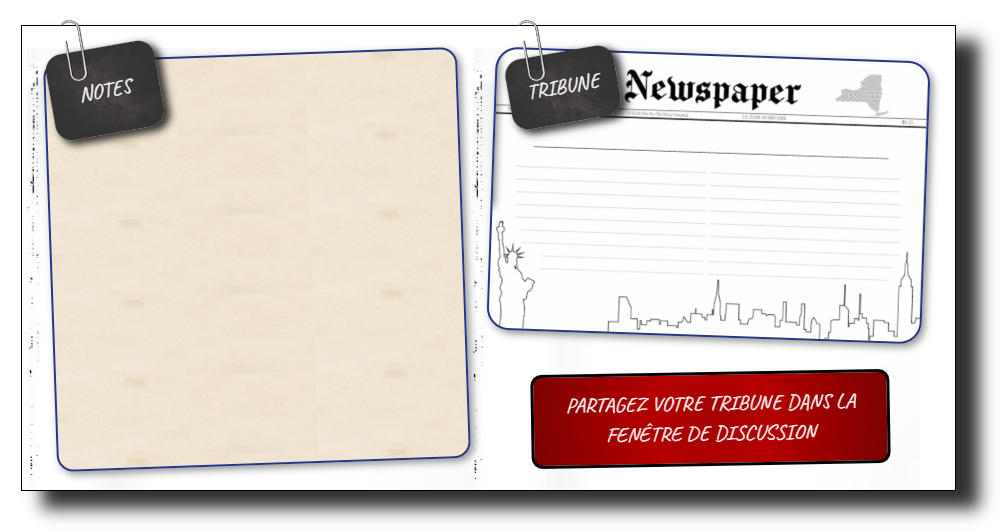 NOTES
TRIBUNE
Newspaper
PARTAGEZ VOTRE TRIBUNE DANS LA
FENÊTRE DE DISCUSSION